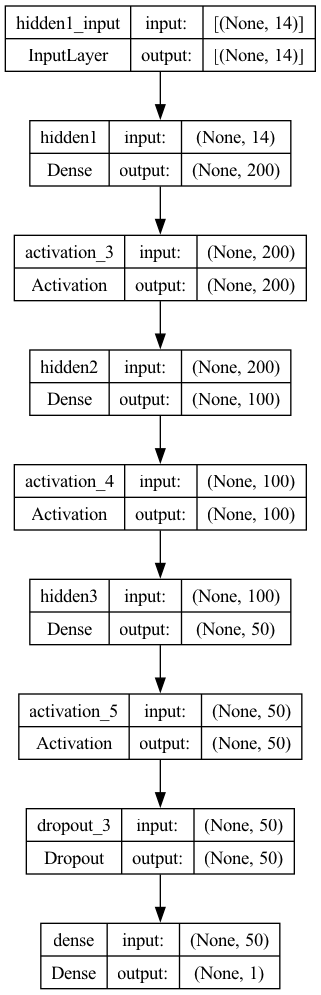 hidden1_input input: [(None, 14)]
InputLayer output: [(None, 14)]
hidden1 input: (None, 14)
Dense output: (None, 200)
activation_3 input: (None, 200)
Activation output: (None, 200)
hidden2 input: (None, 200)
Dense output: (None, 100)
activation_4 input: (None, 100)
Activation output: (None, 100)
hidden3 input: (None, 100)
Dense output: (None, 50)
activation_5 input: (None, 50)
Activation output: (None, 50)
dropout_3 input: (None, 50)
Dropout output: (None, 50)
dense input: (None, 50)
Dense output: (None, 1)